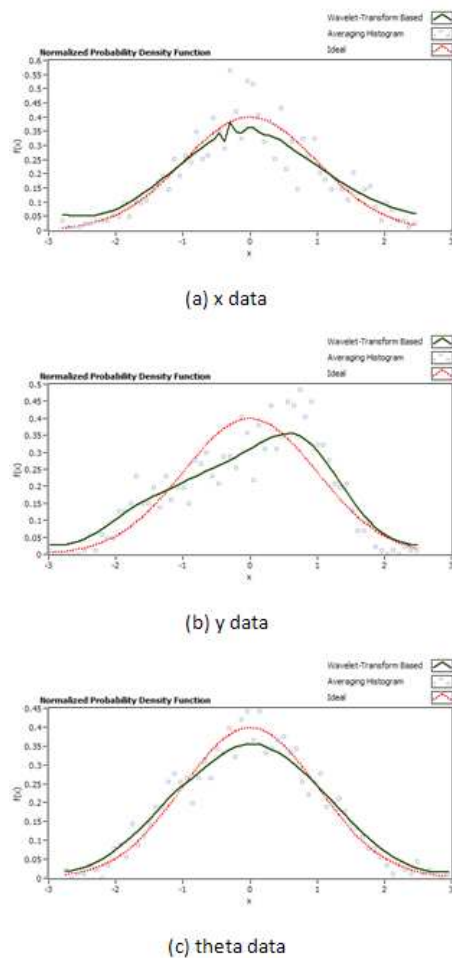 Wavelet-Transform Based
Averaging Histogram
Normalized Probability Density Function
Ideal
0.6
0.55
0.5
0.45
0.4
0.35
0.3
0.25
0.2
0.15
0.1
0.05
0
f(x)
-3 -2 -1 0 1 2 3
x
(a) x data
Wavelet-Transform Based
Averaging Histogram
Normalized Probability Density Function
Ideal
0.5
0.45
0.4
0.35
0.3
0.25
0.2
0.15
0.1
0.05
0
f(x)
-3 -2 -1 0 1 2 3
x
(b) y data
Wavelet-Transform Based
Averaging Histogram
Normalized Probability Density Function
Ideal
0.45
0.4
0.35
0.3
0.25
0.2
0.15
0.1
0.05
0
f(x)
-3 -2 -1 0 1 2 3
x
(c) theta data